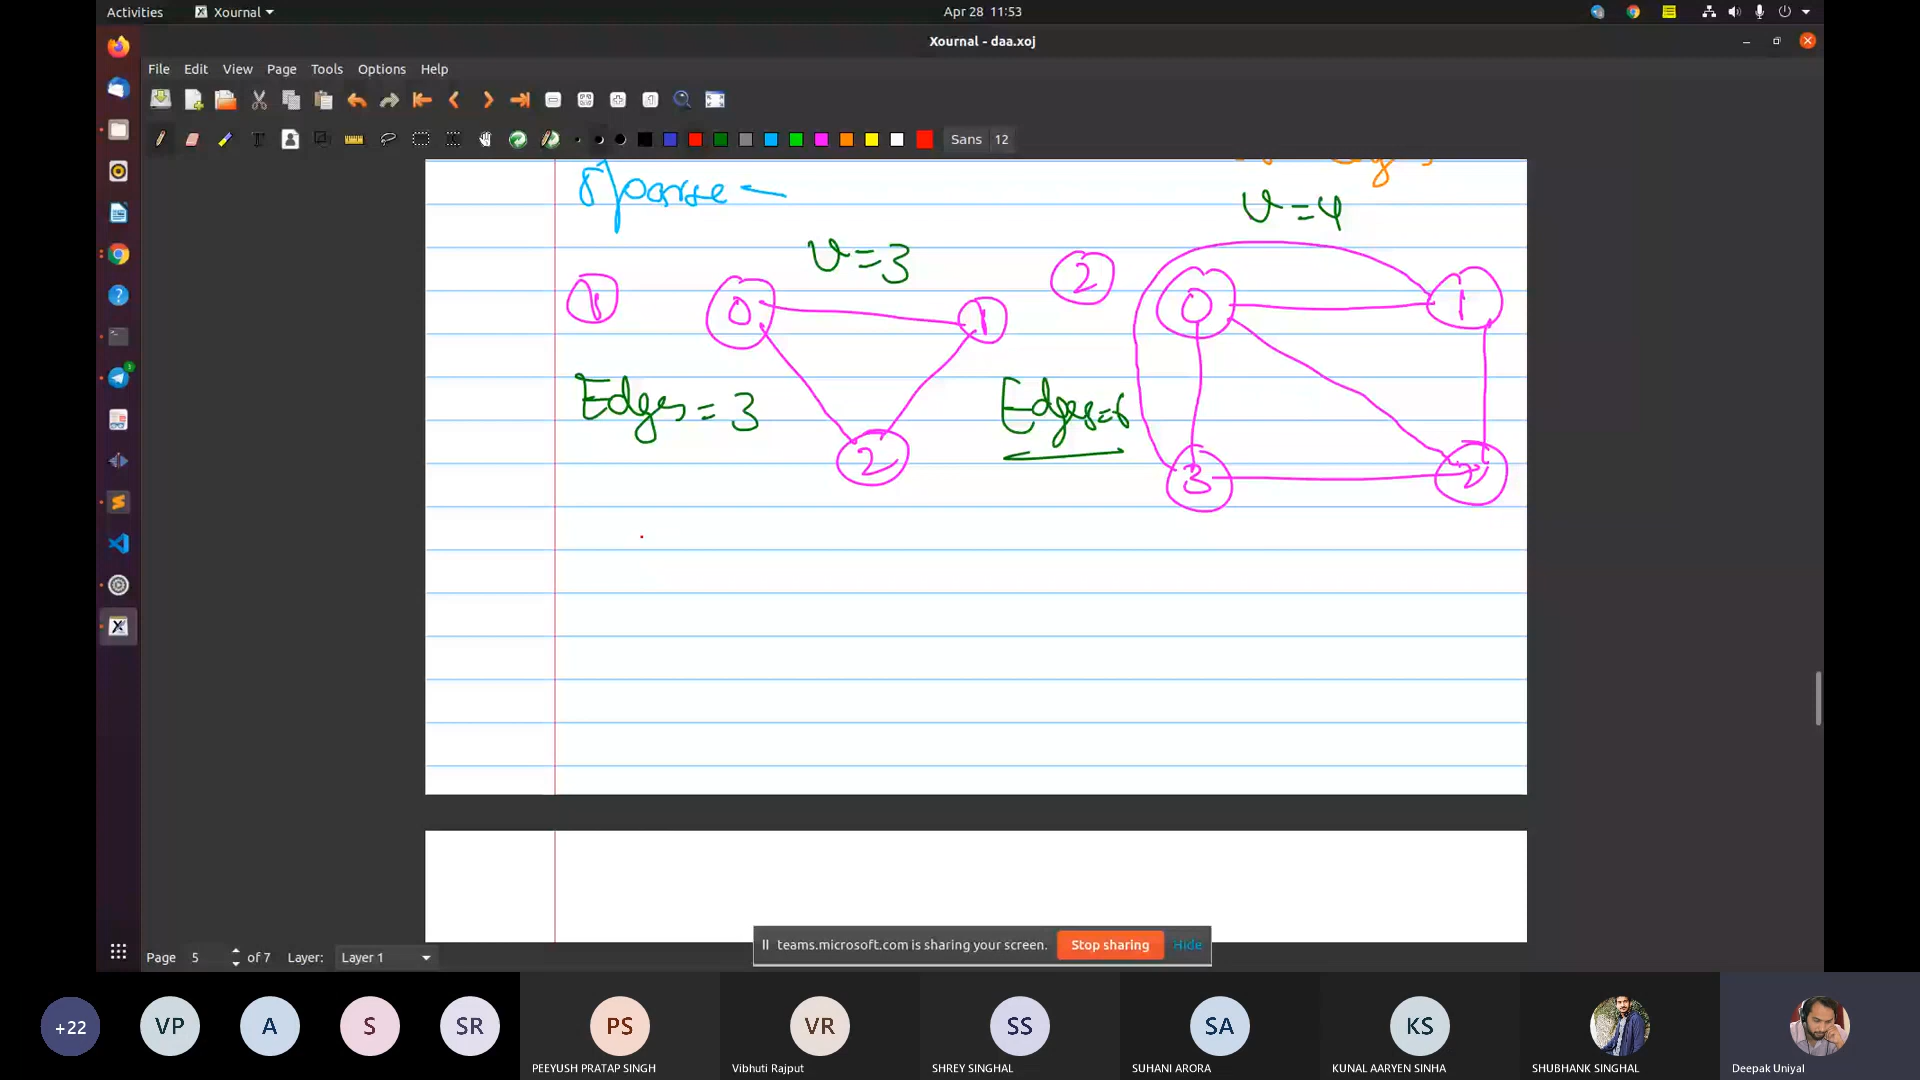 Activities Xournal Apr 28 11:53
Xournal - daa.xoj
File Edit View Page Tools Options Help
Sans 12
Sparse -
v=4
v=3
1
2
0
1
0
1
Edges = 3
Edges=6
2
3
2
Page 5 of 7 Layer: Layer 1
teams.microsoft.com is sharing your screen. Stop sharing Hide
+22 VP A S SR PS VR SS SA KS
PEEYUSH PRATAP SINGH Vibhuti Rajput SHREY SINGHAL SUHANI ARORA KUNAL AARYEN SINHA SHUBHANK SINGHAL Deepak Uniyal